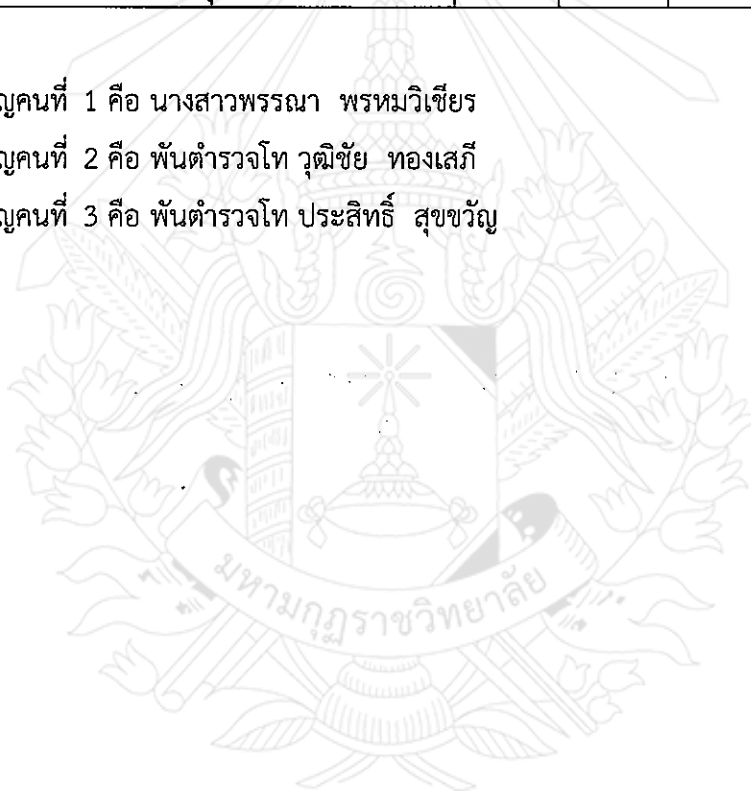 ญคนที่ 1 คือ นางสาวพรรณา พรหมวิเชียร
ญคนที่ 2 คือ พันตำรวจโท วุฒิชัย ทองเสภี
ญคนที่ 3 คือ พันตำรวจโท ประสิทธิ์ สุขขวัญ
มหามกุฏราชวิทยาลัย